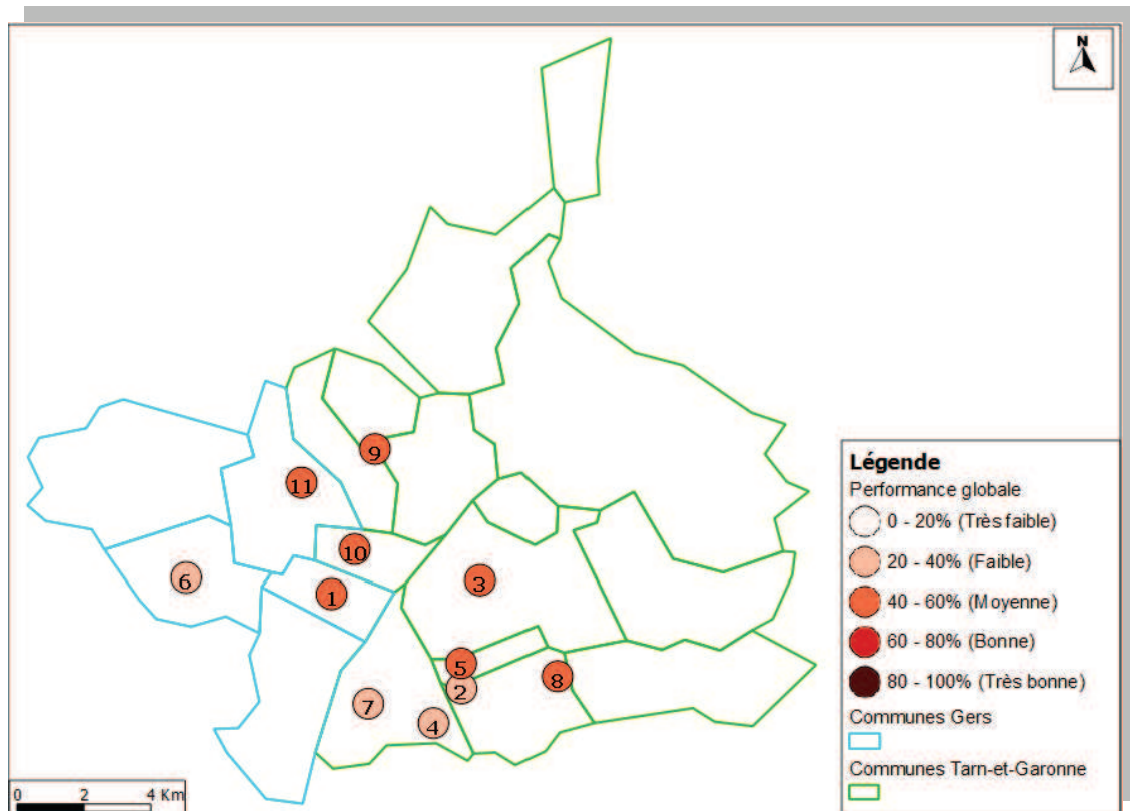 N
9
11
10
6
3
1
5
8
2
7
4
Légende
Performance globale
0 - 20% (Très faible)
20 - 40% (Faible)
40 - 60% (Moyenne)
60 - 80% (Bonne)
80 - 100% (Très bonne)
Communes Gers
Communes Tarn-et-Garonne
0 2 4 Km